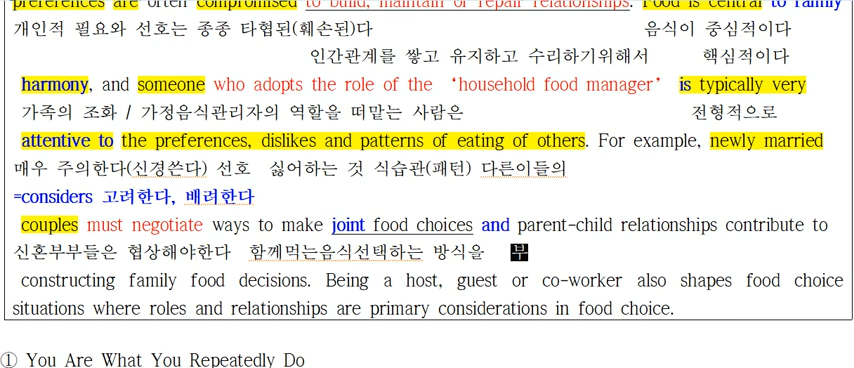 preferences are often compromised to build, maintain or repair relationships. Food is central to family
개인적 필요와 선호는 종종 타협된(훼손된)다 음식이 중심적이다
인간관계를 쌓고 유지하고 수리하기위해서 핵심적이다
harmony, and someone who adopts the role of the ‘household food manager’ is typically very
가족의 조화 / 가정음식관리자의 역할을 떠맡는 사람은 전형적으로
attentive to the preferences, dislikes and patterns of eating of others. For example, newly married
매우 주의한다(신경쓴다) 선호 싫어하는 것 식습관(패턴) 다른이들의
=considers 고려한다, 배려한다
couples must negotiate ways to make joint food choices and parent-child relationships contribute to
신혼부부들은 협상해야한다 함께먹는음식선택하는 방식을 부
constructing family food decisions. Being a host, guest or co-worker also shapes food choice
situations where roles and relationships are primary considerations in food choice.
① You Are What You Repeatedly Do